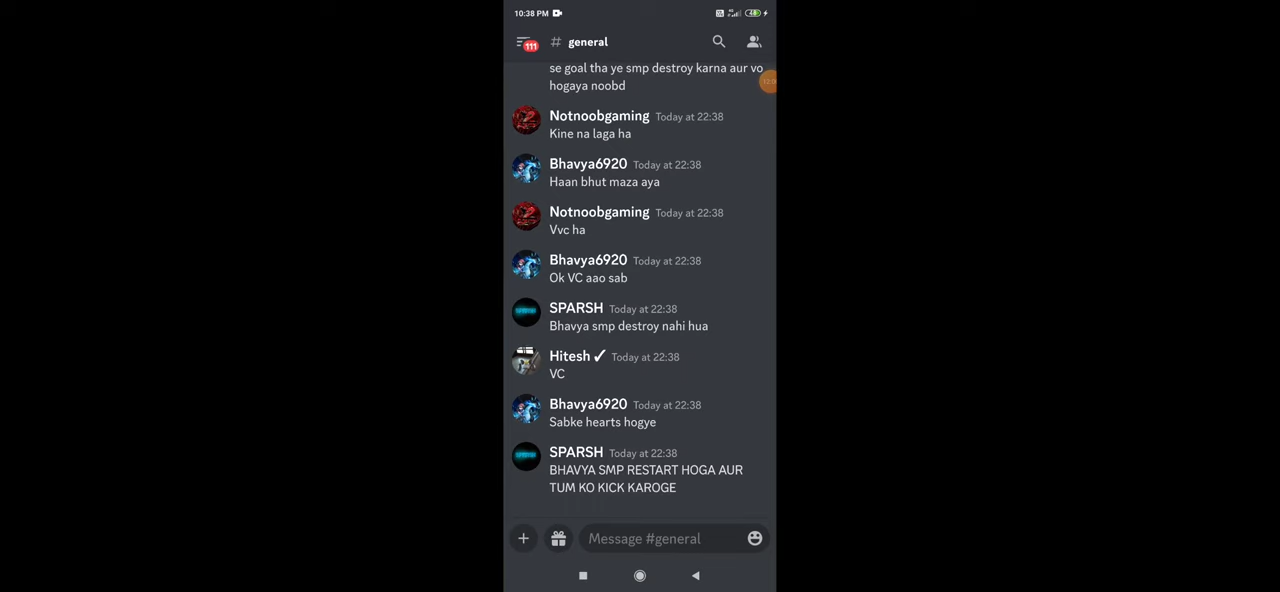 10:38 PM
111
# general
se goal tha ye smp destroy karna aur vo
hogaya noobd
Notnoobgaming Today at 22:38
Kine na laga ha
Bhavya6920 Today at 22:38
Haan bhut maza aya
Notnoobgaming Today at 22:38
Vvc ha
Bhavya6920 Today at 22:38
Ok VC aao sab
SPARSH Today at 22:38
Bhavya smp destroy nahi hua
Hitesh ✓ Today at 22:38
VC
Bhavya6920 Today at 22:38
Sabke hearts hogye
SPARSH Today at 22:38
BHAVYA SMP RESTART HOGA AUR
TUM KO KICK KAROGE
Message #general